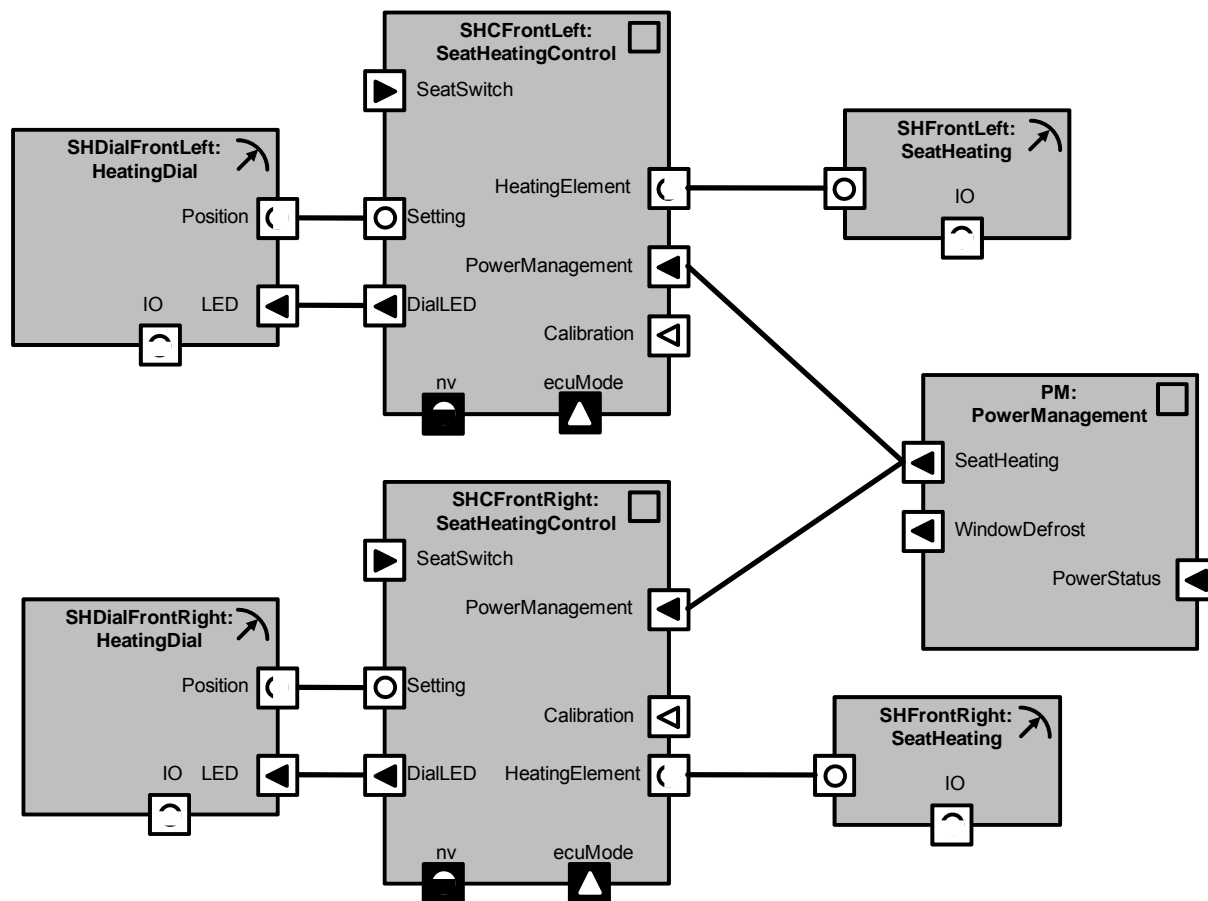 SHCFrontLeft:
SeatHeatingControl
SeatSwitch
HeatingElement
Setting
PowerManagement
DialLED
Calibration
nv
ecuMode
SHDialFrontLeft:
HeatingDial
Position
IO
LED
SHFrontLeft:
SeatHeating
IO
PM:
PowerManagement
SeatHeating
WindowDefrost
PowerStatus
SHCFrontRight:
SeatHeatingControl
SeatSwitch
PowerManagement
Setting
Calibration
DialLED
HeatingElement
nv
ecuMode
SHDialFrontRight:
HeatingDial
Position
IO
LED
SHFrontRight:
SeatHeating
IO